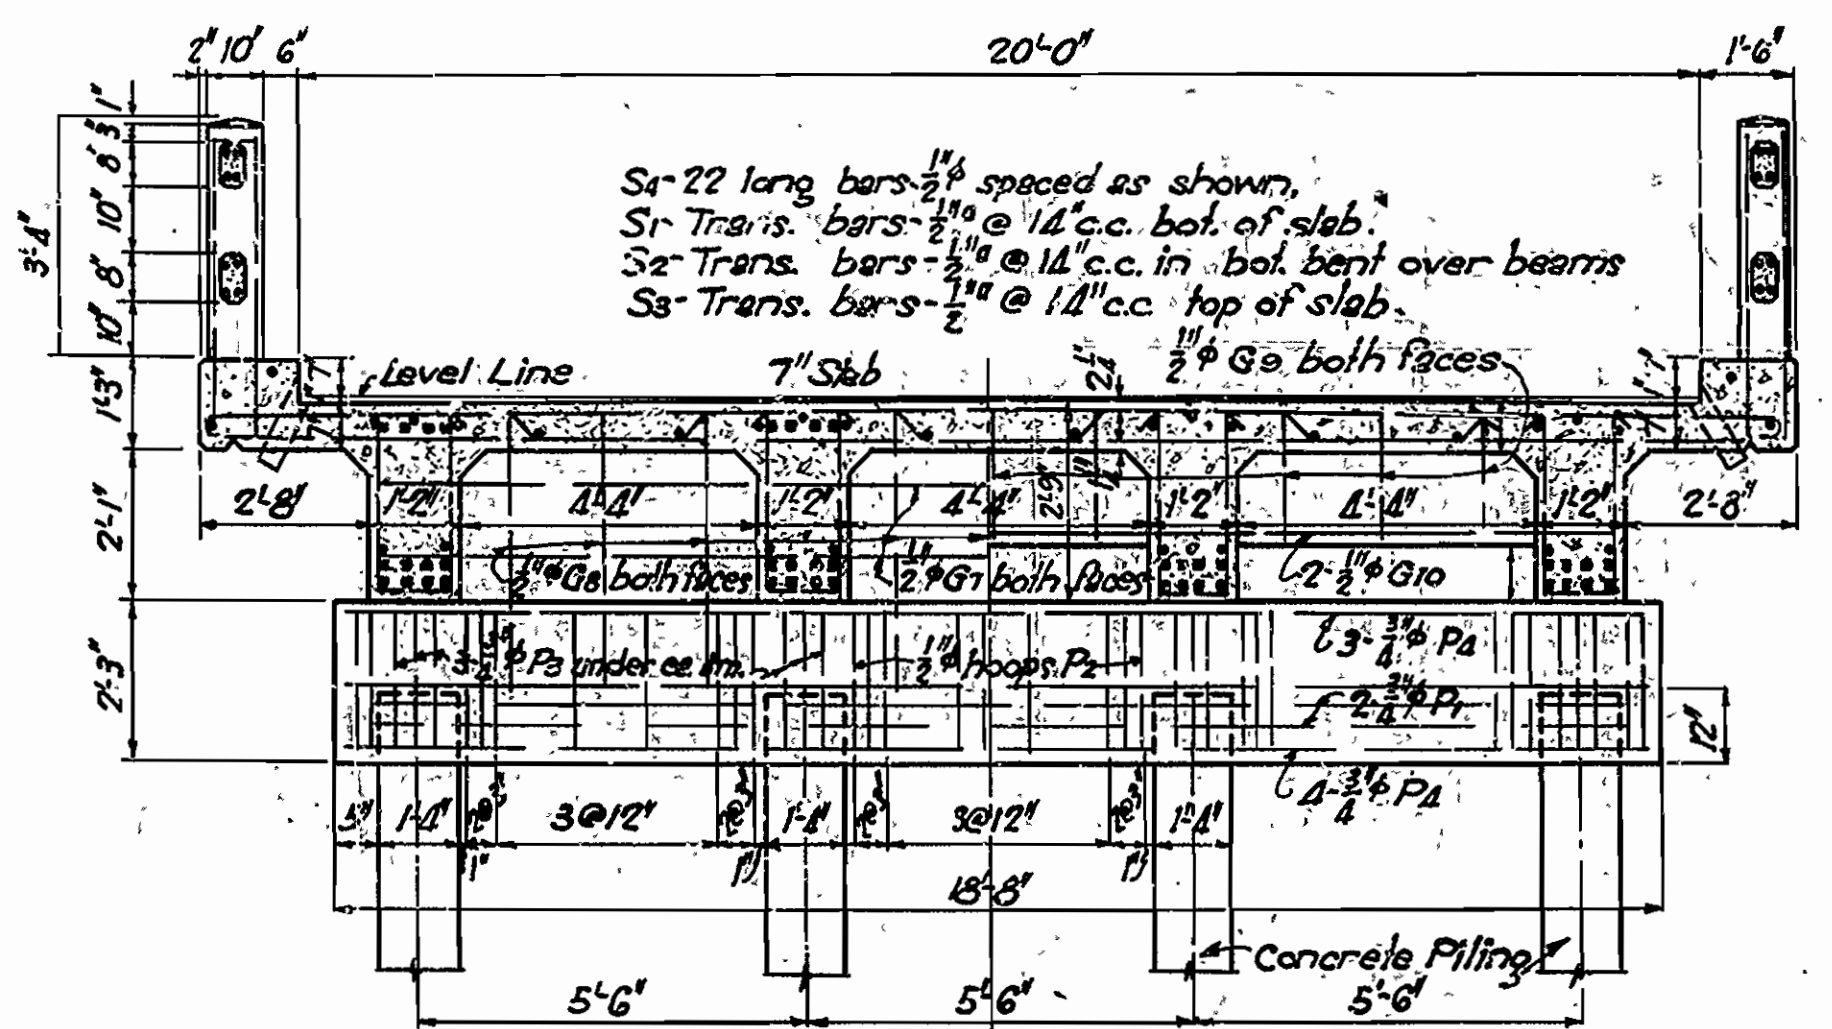 2" 10" 6" 20'-0" 1'-6"
1"
3"
8"
10"
8"
10"
3'-4"
1'-3"
2'-1"
2'-3"
S4-22 long bars-1/2"φ spaced as shown.
S1-Trans. bars-1/2"□ @ 14"c.c. bot. of slab.
S2-Trans. bars-1/2"□ @ 14"c.c. in bot. bent over beams
S3-Trans. bars-1/2"□ @ 14"c.c. top of slab.
1/2"φ G9 both faces
Level Line 7" Slab
7"
2'-8" 1'-2" 4'-4" 1'-2" 4'-4" 2'-9" 1'-2" 4'-4" 1'-2" 2'-8"
1/2"φ G8 both faces 1/2"φ G7 both faces 2-1/2"φ G10
P3 under 1/2"φ hoops P2 3-3/4"φ P4
2-3/4"φ P1
12"
4-3/4"φ P4
5" 1'-4" 3@12" 1'-4" 3@12" 1'-4"
1" 1" 1"
18'-8"
Concrete Piling
5'-6" 5'-6" 5'-6"